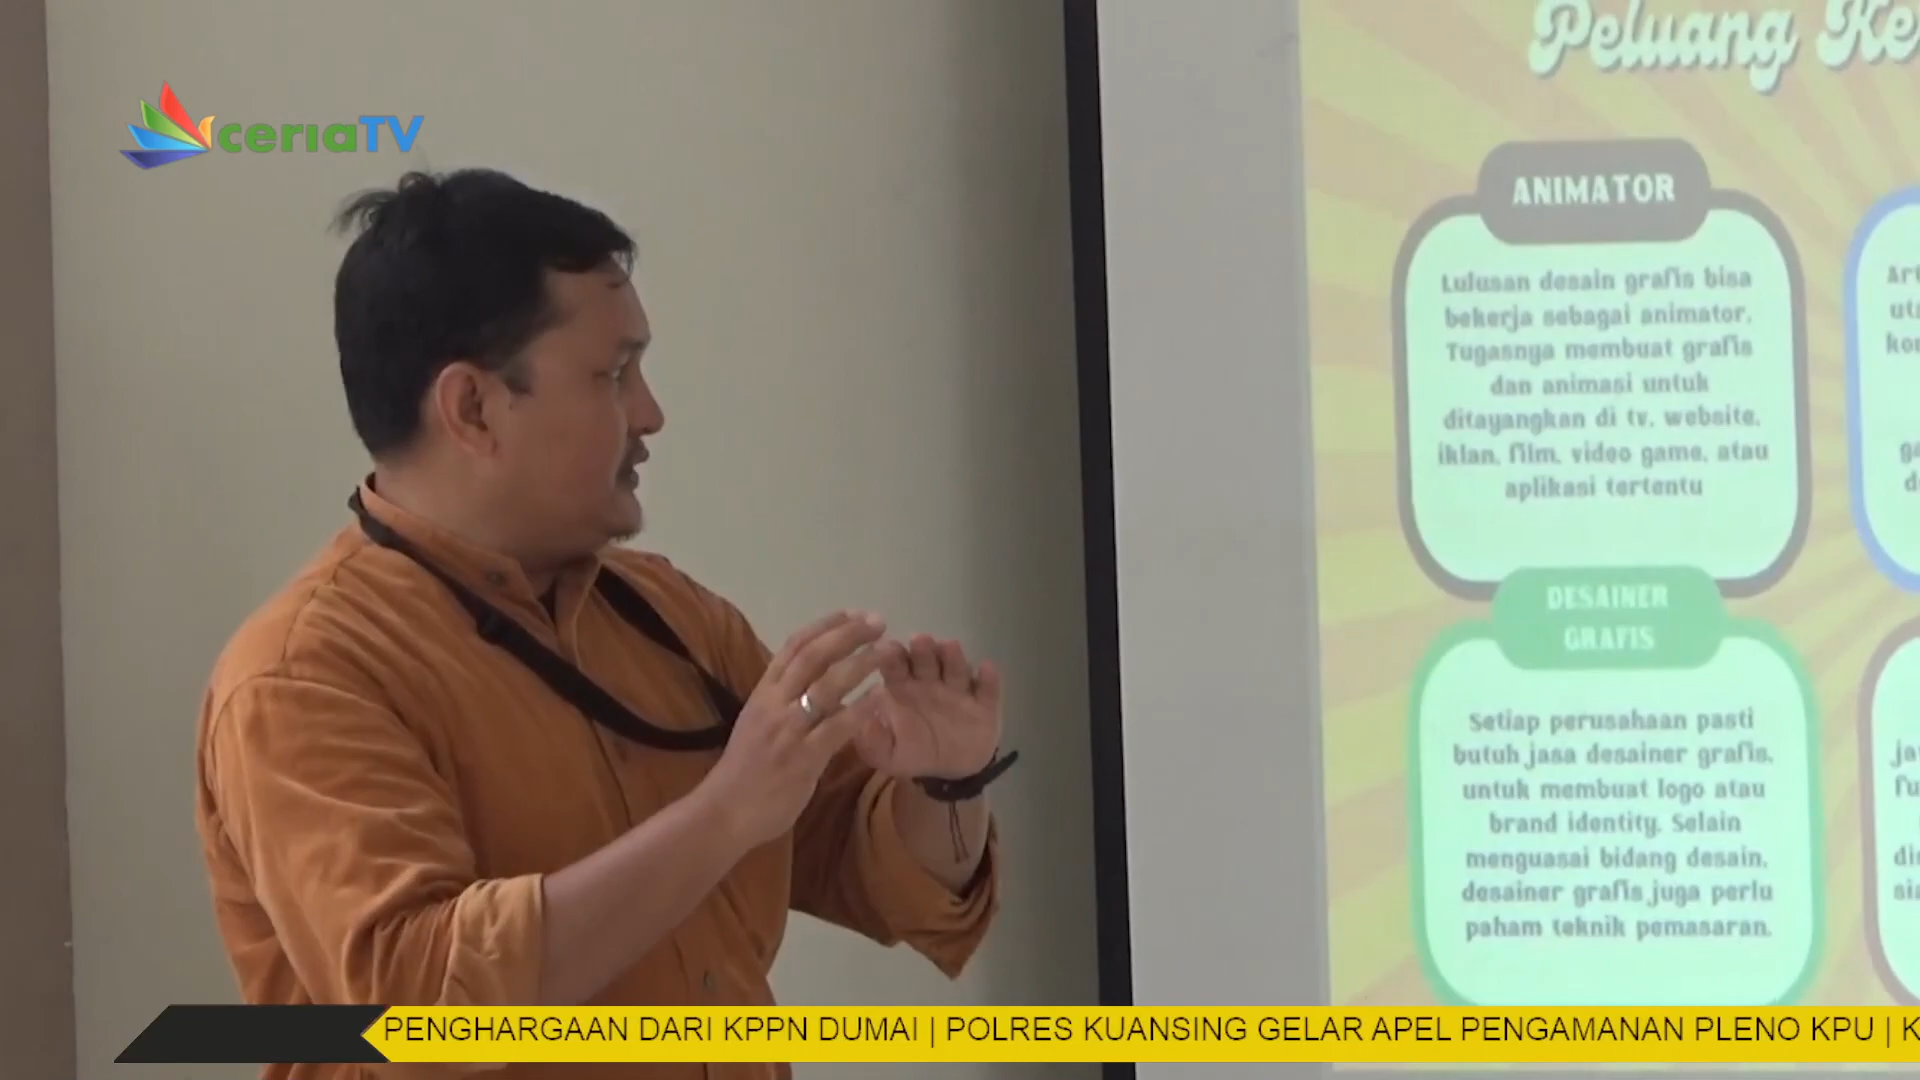 ceriaTV
Peluang
ANIMATOR
Lulusan desain grafis bisa
bekerja sebagai animator.
Tugasnya membuat grafis
dan animasi untuk
ditayangkan di tv, website,
iklan, film, video game, atau
aplikasi tertentu
DESAINER
GRAFIS
Setiap perusahaan pasti
butuh jasa desainer grafis,
untuk membuat logo atau
brand identity. Selain
menguasai bidang desain,
desainer grafis juga perlu
paham teknik pemasaran.
PENGHARGAAN DARI KPPN DUMAI | POLRES KUANSING GELAR APEL PENGAMANAN PLENO KPU |